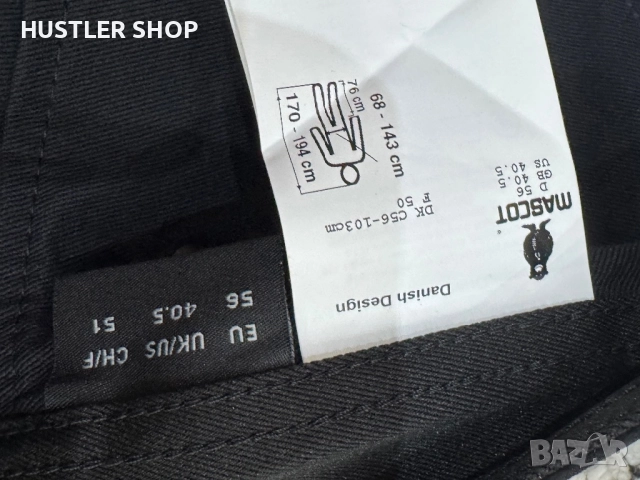 HUSTLER SHOP
170 - 194 cm
76 cm
68 - 143 cm
D 56
GB 40.5
US 40.5
MASCOT
DK C56-103cm
F 50
Danish Design
EU 56
UK/US 40.5
CH/F 51
BAZAR